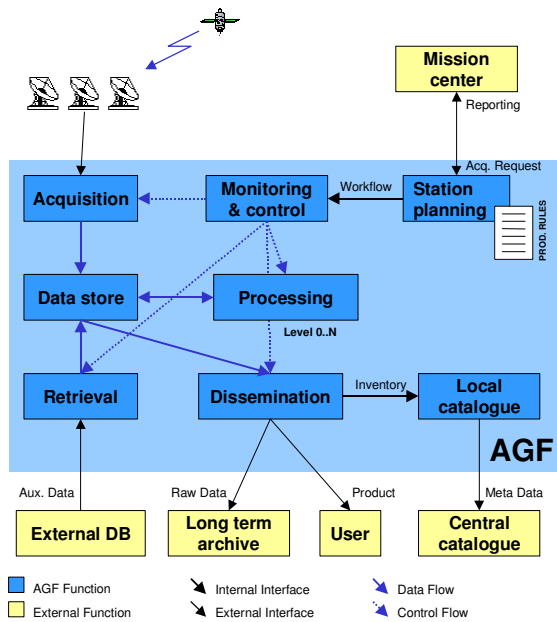 Mission
center
Reporting
Acq. Request
Acquisition
Monitoring
& control
Workflow
Station
planning
PROD. RULES
Data store
Processing
Level 0..N
Retrieval
Dissemination
Inventory
Local
catalogue
AGF
Aux. Data
Raw Data
Product
Meta Data
External DB
Long term
archive
User
Central
catalogue
AGF Function
Internal Interface
Data Flow
External Function
External Interface
Control Flow